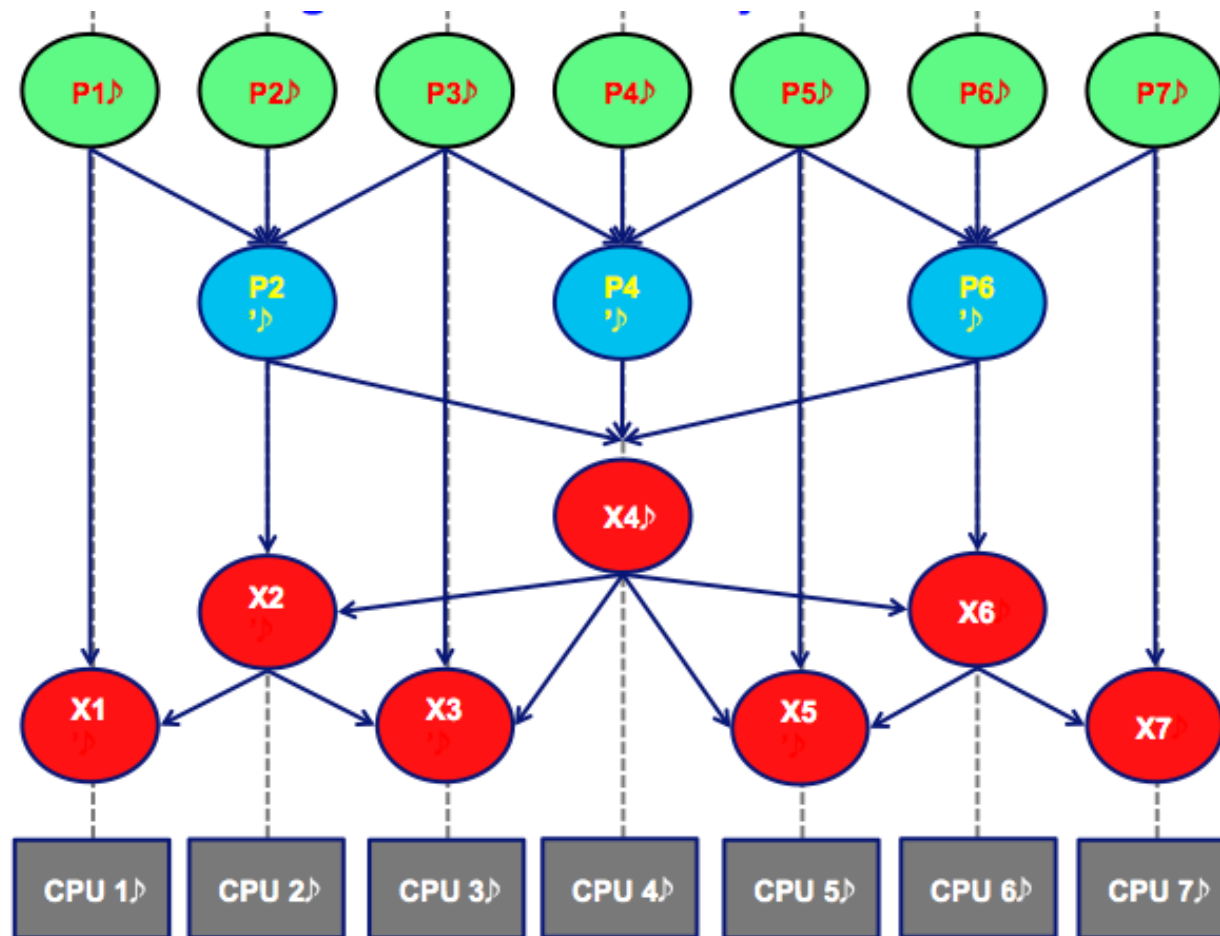 P1♪ P2♪ P3♪ P4♪ P5♪ P6♪ P7♪
P2 P4 P6
'♪ '♪ '♪
X4♪
X2 X6♪
'♪
X1 X3 X5 X7♪
'♪ '♪ '♪
CPU 1♪ CPU 2♪ CPU 3♪ CPU 4♪ CPU 5♪ CPU 6♪ CPU 7♪